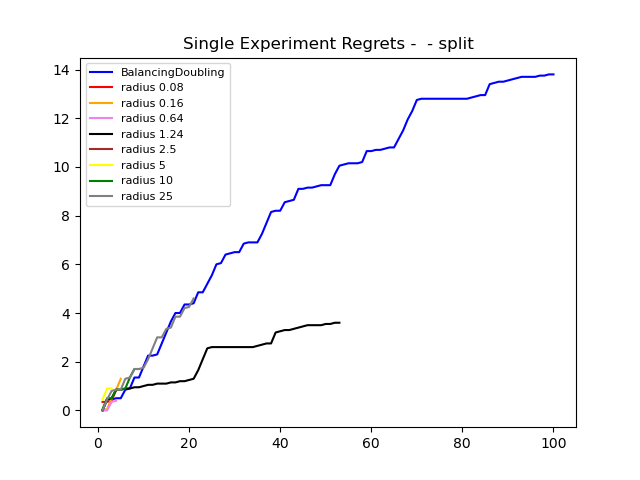 Single Experiment Regrets -  - split
14
12
10
8
6
4
2
0
BalancingDoubling
radius 0.08
radius 0.16
radius 0.64
radius 1.24
radius 2.5
radius 5
radius 10
radius 25
0 20 40 60 80 100